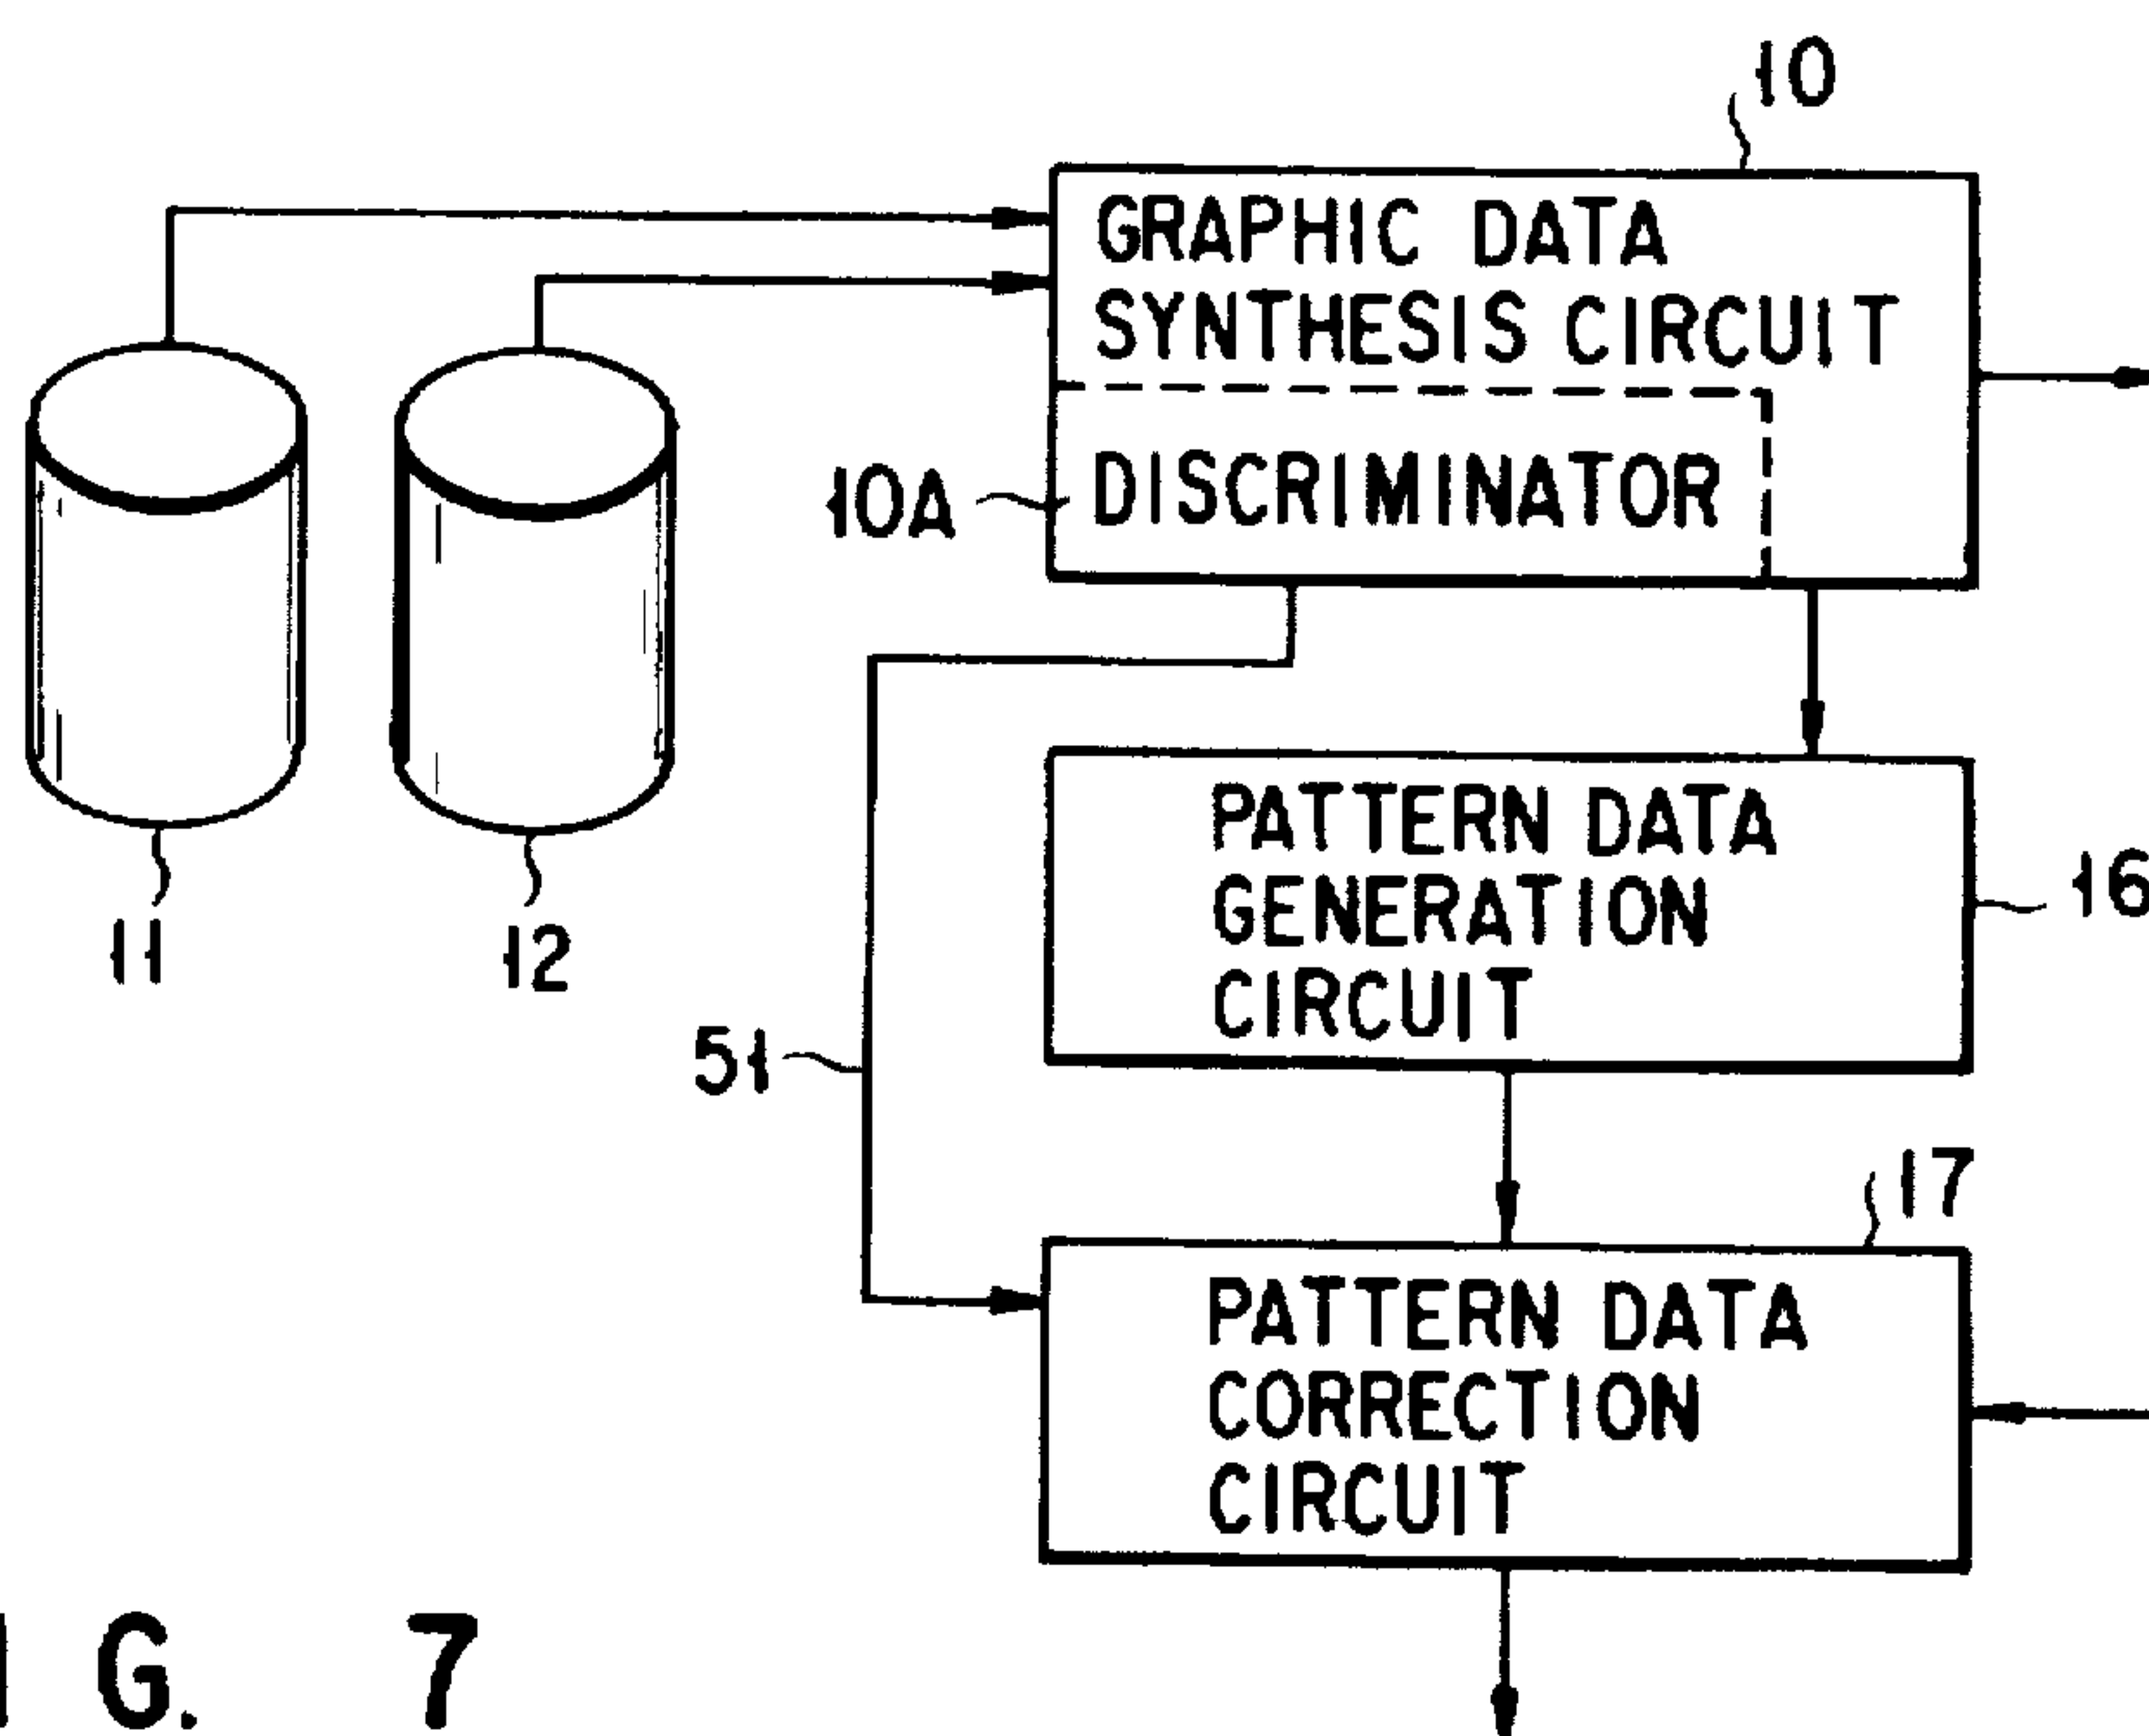 10
GRAPHIC DATA
SYNTHESIS CIRCUIT
10A
DISCRIMINATOR
PATTERN DATA
GENERATION
CIRCUIT
16
11
12
51
17
PATTERN DATA
CORRECTION
CIRCUIT
G. 7